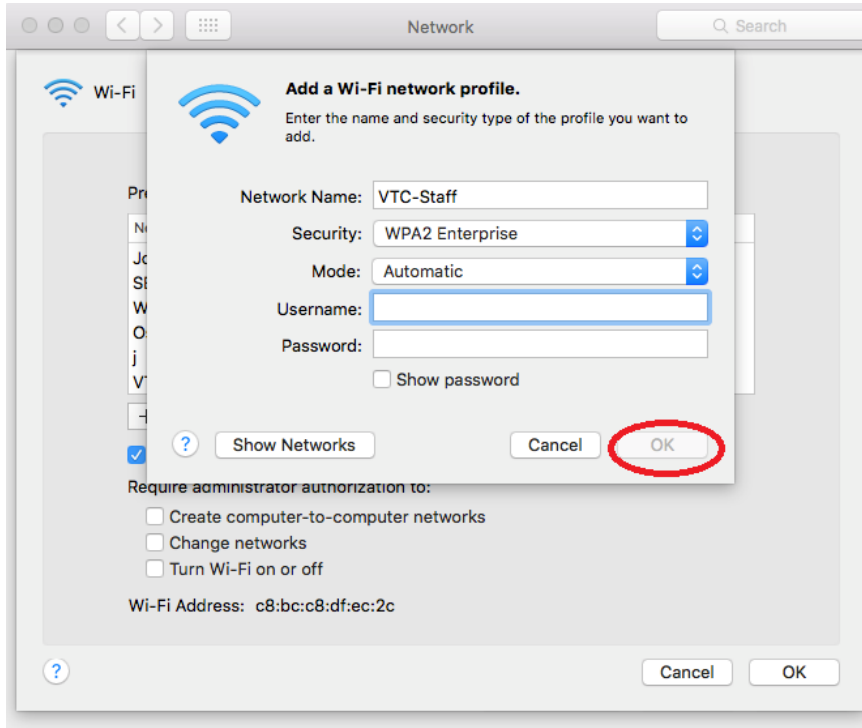 Network
Search
Wi-Fi
Add a Wi-Fi network profile.
Enter the name and security type of the profile you want to
add.
Network Name: VTC-Staff
Security: WPA2 Enterprise
Mode: Automatic
Username:
Password:
Show password
? Show Networks Cancel OK
j
Require administrator authorization to:
Create computer-to-computer networks
Change networks
Turn Wi-Fi on or off
Wi-Fi Address: c8:bc:c8:df:ec:2c
? Cancel OK